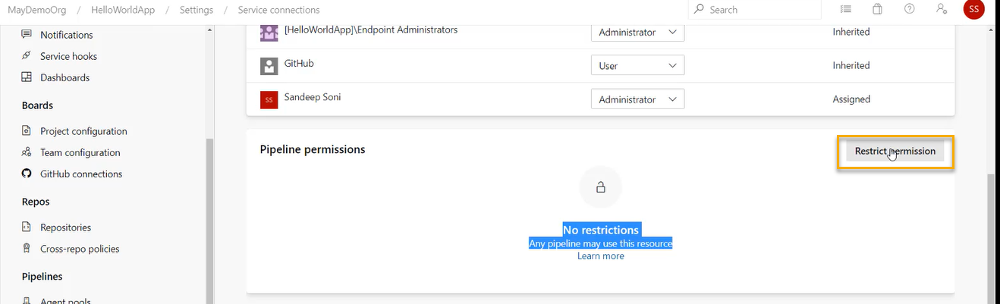 MayDemoOrg / HelloWorldApp / Settings / Service connections
Search
SS
Notifications
Service hooks
Dashboards
Boards
Project configuration
Team configuration
GitHub connections
Repos
Repositories
Cross-repo policies
Pipelines
Agent pools
[HelloWorldApp]\Endpoint Administrators Administrator Inherited
GitHub User Inherited
SS Sandeep Soni Administrator Assigned
Pipeline permissions
Restrict permission
No restrictions
Any pipeline may use this resource
Learn more